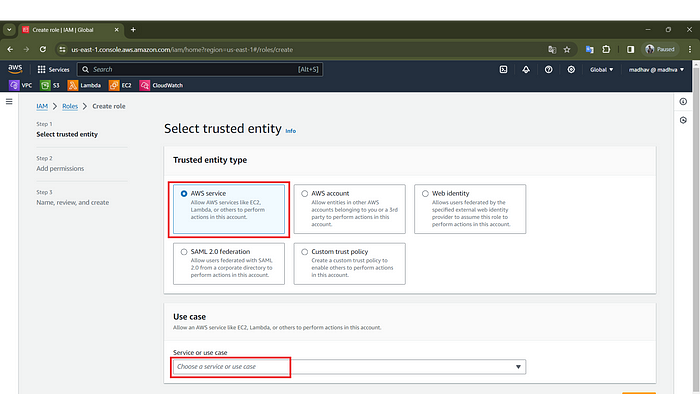 Create role | IAM | Global
us-east-1.console.aws.amazon.com/iam/home?region=us-east-1#/roles/create
Paused
aws
Services
Search
[Alt+S]
Global
madhav @ madhva
VPC
S3
Lambda
EC2
CloudWatch
IAM > Roles > Create role
Step 1
Select trusted entity
Step 2
Add permissions
Step 3
Name, review, and create
Select trusted entity Info
Trusted entity type
AWS service
Allow AWS services like EC2,
Lambda, or others to perform
actions in this account.
AWS account
Allow entities in other AWS
accounts belonging to you or a 3rd
party to perform actions in this
account.
Web identity
Allows users federated by the
specified external web identity
provider to assume this role to
perform actions in this account.
SAML 2.0 federation
Allow users federated with SAML
2.0 from a corporate directory to
perform actions in this account.
Custom trust policy
Create a custom trust policy to
enable others to perform actions
in this account.
Use case
Allow an AWS service like EC2, Lambda, or others to perform actions in this account.
Service or use case
Choose a service or use case